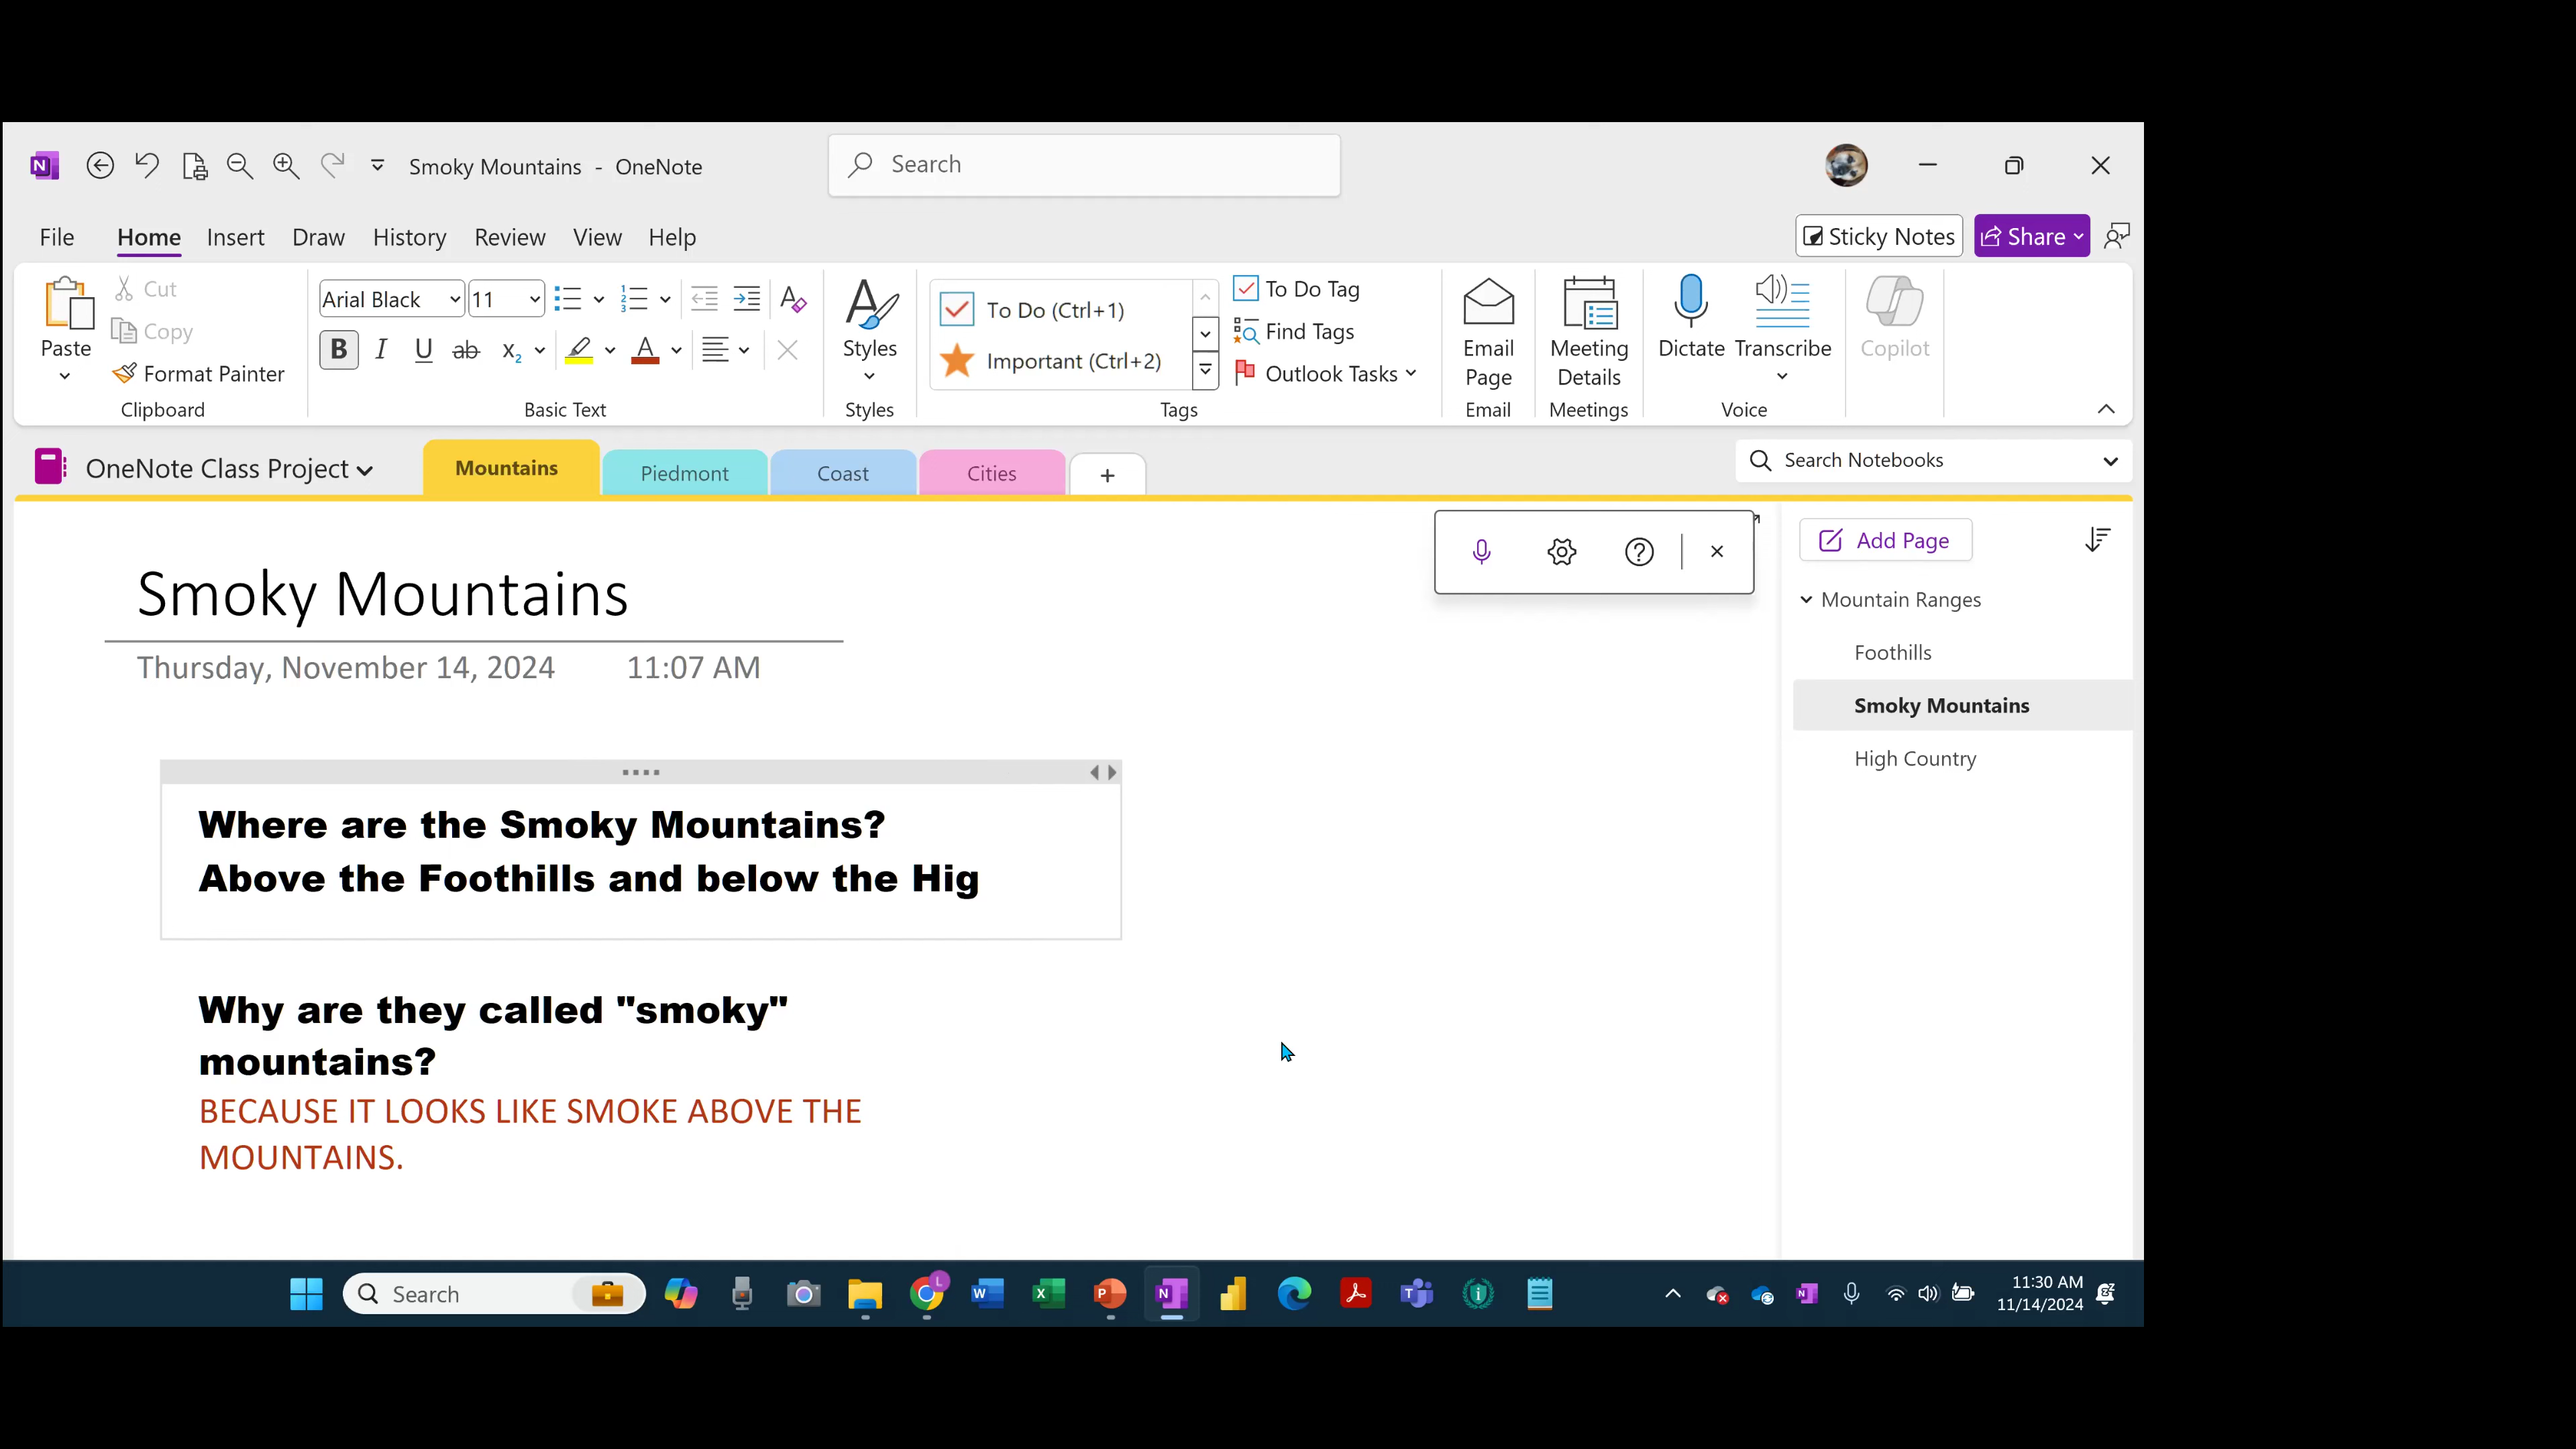 Smoky Mountains - OneNote
Search
File Home Insert Draw History Review View Help
Sticky Notes Share
Paste
Cut
Copy
Format Painter
Clipboard
Arial Black 11
B I U ab x2 A
Basic Text
Styles
Styles
To Do (Ctrl+1)
Important (Ctrl+2)
To Do Tag
Find Tags
Outlook Tasks
Tags
Email
Page
Email
Meeting
Details
Meetings
Dictate Transcribe
Voice
Copilot
OneNote Class Project Mountains Piedmont Coast Cities +
Search Notebooks
Smoky Mountains
Thursday, November 14, 2024 11:07 AM
Where are the Smoky Mountains?
Above the Foothills and below the Hig
Why are they called "smoky"
mountains?
BECAUSE IT LOOKS LIKE SMOKE ABOVE THE
MOUNTAINS.
Add Page
Mountain Ranges
Foothills
Smoky Mountains
High Country
Search
11:30 AM
11/14/2024